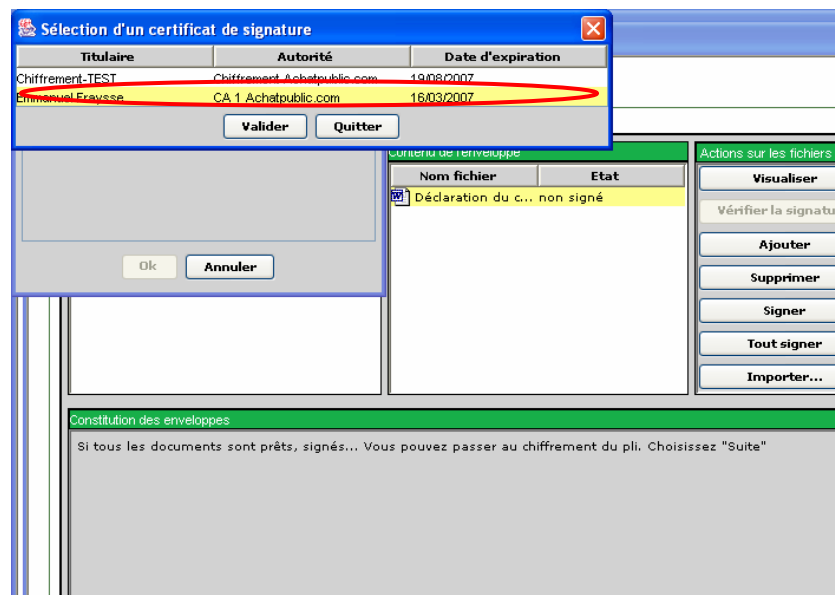 Sélection d'un certificat de signature
Titulaire Autorité Date d'expiration
Chiffrement-TEST Chiffrement Achatpublic.com 19/08/2007
Emmanuel Fraysse CA 1 Achatpublic.com 16/03/2007
Valider Quitter
Contenu de l'enveloppe
Actions sur les fichiers
Nom fichier Etat
Déclaration du c... non signé
Visualiser
Vérifier la signatu
Ajouter
Supprimer
Signer
Tout signer
Importer...
Ok Annuler
Constitution des enveloppes
Si tous les documents sont prêts, signés... Vous pouvez passer au chiffrement du pli. Choisissez "Suite"